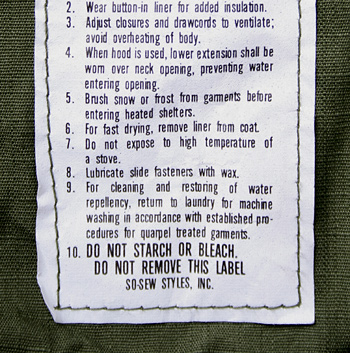 2. Wear button-in liner for added insulation.
3. Adjust closures and drawcords to ventilate;
avoid overheating of body.
4. When hood is used, lower extension shall be
worn over neck opening, preventing water
entering opening.
5. Brush snow or frost from garments before
entering heated shelters.
6. For fast drying, remove liner from coat.
7. Do not expose to high temperature of
a stove.
8. Lubricate slide fasteners with wax.
9. For cleaning and restoring of water
repellency, return to laundry for machine
washing in accordance with established pro-
cedures for quarpel treated garments.
10. DO NOT STARCH OR BLEACH.
DO NOT REMOVE THIS LABEL
SO-SEW STYLES, INC.